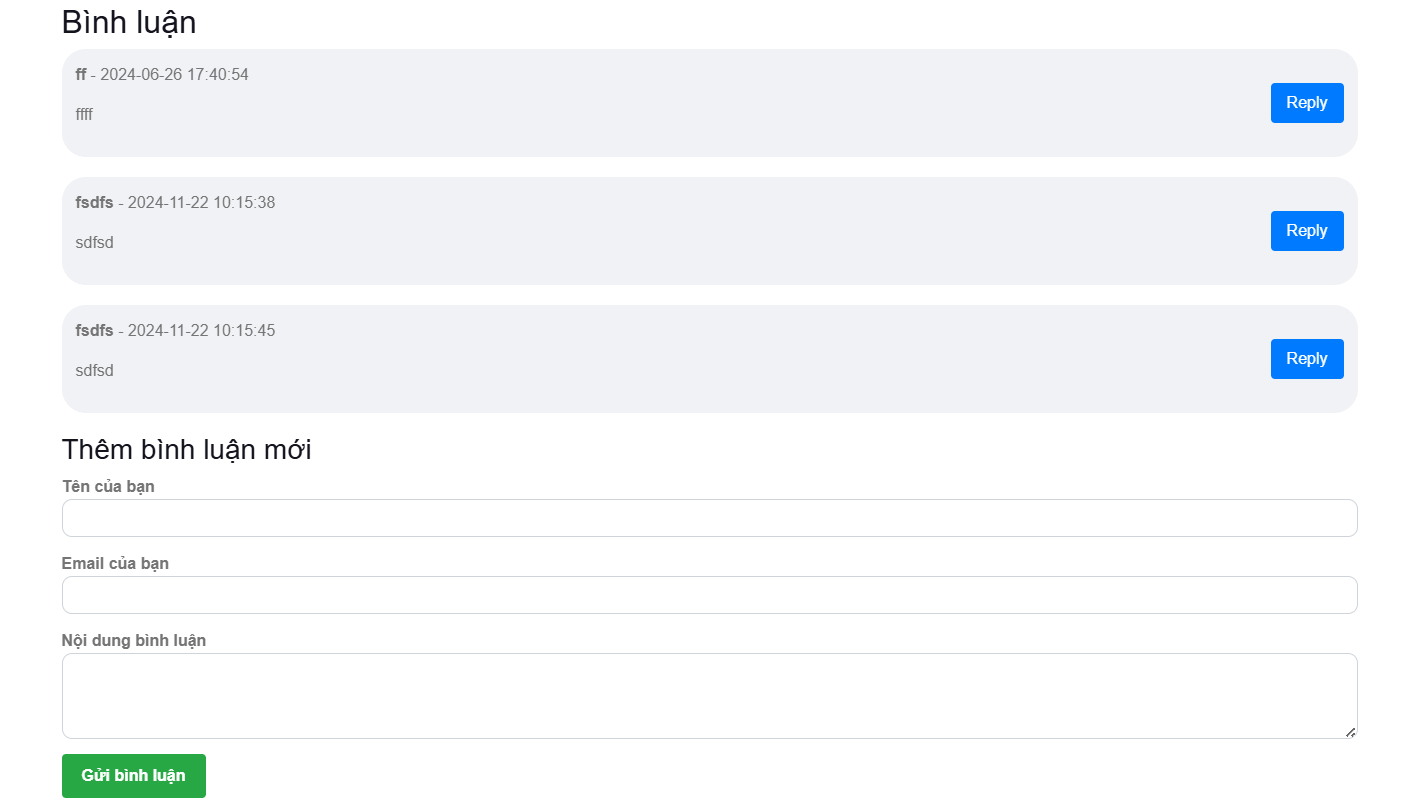 Bình luận
ff - 2024-06-26 17:40:54
ffff
Reply
fsdfs - 2024-11-22 10:15:38
sdfsd
Reply
fsdfs - 2024-11-22 10:15:45
sdfsd
Reply
Thêm bình luận mới
Tên của bạn
Email của bạn
Nội dung bình luận
Gửi bình luận